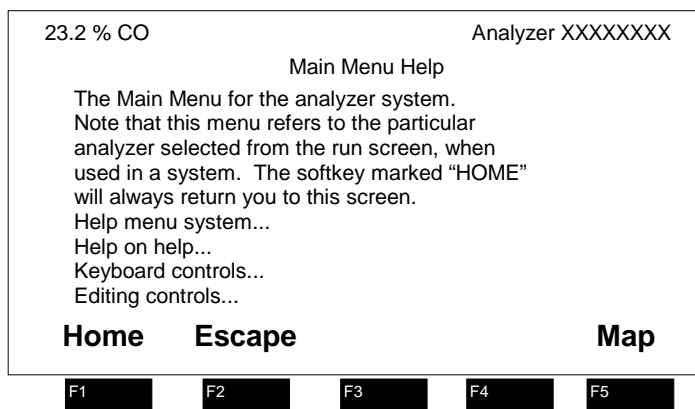 23.2 % CO Analyzer XXXXXXXX
Main Menu Help
The Main Menu for the analyzer system.
Note that this menu refers to the particular
analyzer selected from the run screen, when
used in a system.  The softkey marked “HOME”
will always return you to this screen.
Help menu system...
Help on help...
Keyboard controls...
Editing controls...
Home Escape Map
F1 F2 F3 F4 F5